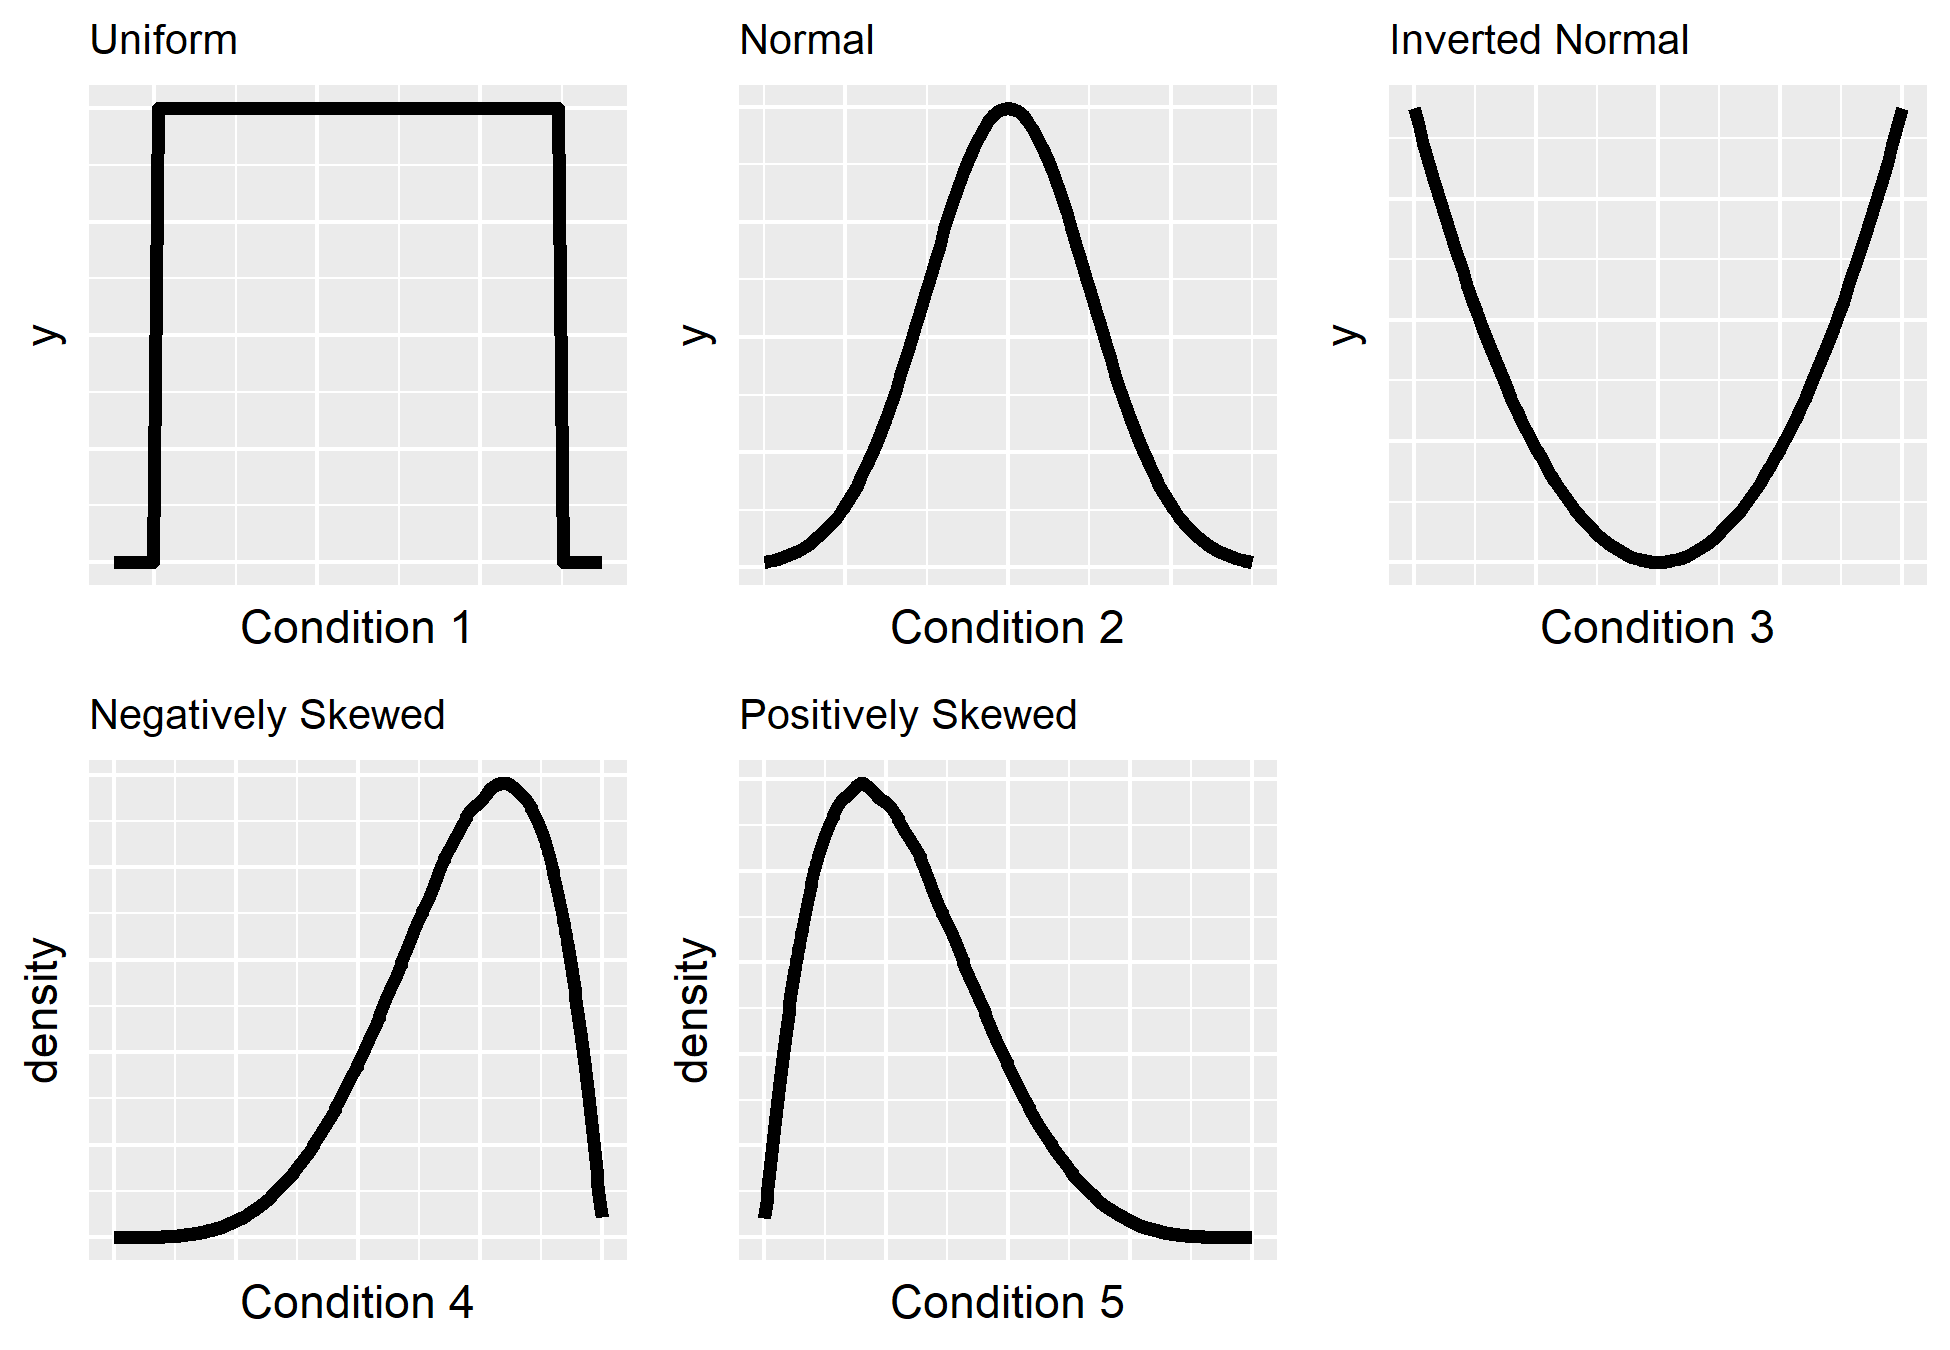 Uniform
y
Condition 1
Normal
y
Condition 2
Inverted Normal
y
Condition 3
Negatively Skewed
density
Condition 4
Positively Skewed
density
Condition 5